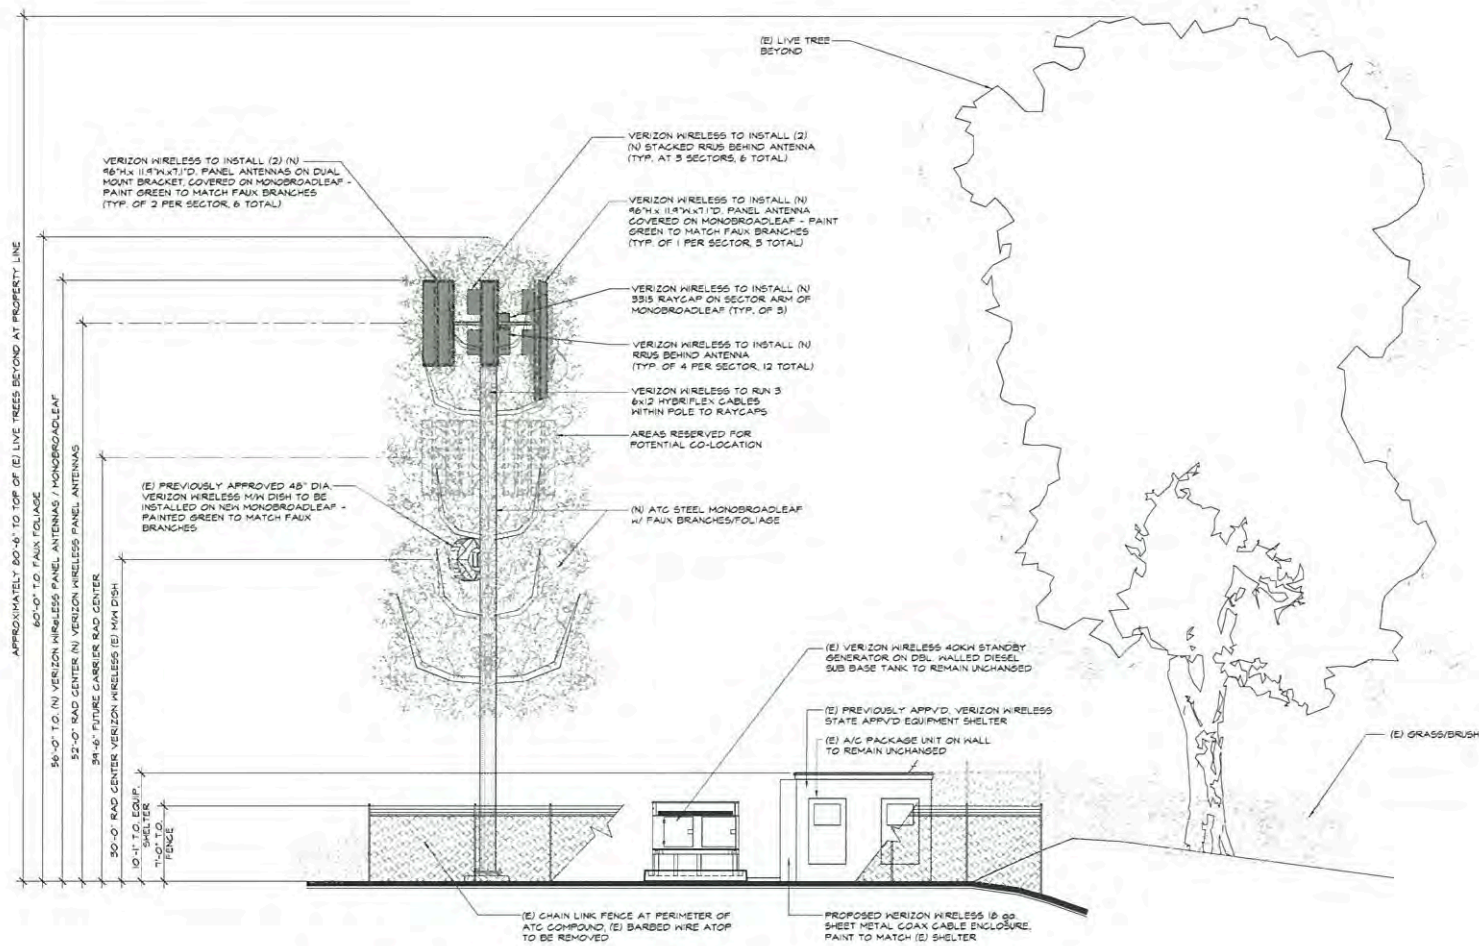 (E) LIVE TREE
BEYOND
VERIZON WIRELESS TO INSTALL (2)
(N) STACKED RRUS BEHIND ANTENNA
(TYP. AT 3 SECTORS, 6 TOTAL)
VERIZON WIRELESS TO INSTALL (2) (N)
96"H.x 11.9"W.x7.1"D. PANEL ANTENNAS ON DUAL
MOUNT BRACKET, COVERED ON MONOBROADLEAF -
PAINT GREEN TO MATCH FAUX BRANCHES
(TYP. OF 2 PER SECTOR, 6 TOTAL)
VERIZON WIRELESS TO INSTALL (N)
96"H.x 11.9"W.x7.1"D. PANEL ANTENNA
COVERED ON MONOBROADLEAF - PAINT
GREEN TO MATCH FAUX BRANCHES
(TYP. OF 1 PER SECTOR, 3 TOTAL)
VERIZON WIRELESS TO INSTALL (N)
3315 RAYCAP ON SECTOR ARM OF
MONOBROADLEAF (TYP. OF 3)
VERIZON WIRELESS TO INSTALL (N)
RRUS BEHIND ANTENNA
(TYP. OF 4 PER SECTOR, 12 TOTAL)
VERIZON WIRELESS TO RUN 3
6x12 HYBRIFLEX CABLES
WITHIN POLE TO RAYCAPS
AREAS RESERVED FOR
POTENTIAL CO-LOCATION
(E) PREVIOUSLY APPROVED 48" DIA.
VERIZON WIRELESS M/W DISH TO BE
INSTALLED ON NEW MONOBROADLEAF -
PAINTED GREEN TO MATCH FAUX
BRANCHES
(N) ATC STEEL MONOBROADLEAF
W/ FAUX BRANCHES/FOLIAGE
APPROXIMATELY 80'-6" TO TOP OF (E) LIVE TREES BEYOND AT PROPERTY LINE
60'-0" T.O. FAUX FOLIAGE
56'-0" T.O. (N) VERIZON WIRELESS PANEL ANTENNAS / MONOBROADLEAF
52'-0" RAD CENTER (N) VERIZON WIRELESS PANEL ANTENNAS
39'-6" FUTURE CARRIER RAD CENTER
30'-0" RAD CENTER VERIZON WIRELESS (E) M/W DISH
10'-1" T.O. EQUIP.
SHELTER
7'-0" T.O.
FENCE
(E) VERIZON WIRELESS 40KW STANDBY
GENERATOR ON DBL. WALLED DIESEL
SUB BASE TANK TO REMAIN UNCHANGED
(E) PREVIOUSLY APPV'D. VERIZON WIRELESS
STATE APPV'D EQUIPMENT SHELTER
(E) A/C PACKAGE UNIT ON WALL
TO REMAIN UNCHANGED
(E) GRASS/BRUSH
(E) CHAIN LINK FENCE AT PERIMETER OF
ATC COMPOUND, (E) BARBED WIRE ATOP
TO BE REMOVED
PROPOSED WERIZON WIRELESS 16 ga.
SHEET METAL COAX CABLE ENCLOSURE,
PAINT TO MATCH (E) SHELTER